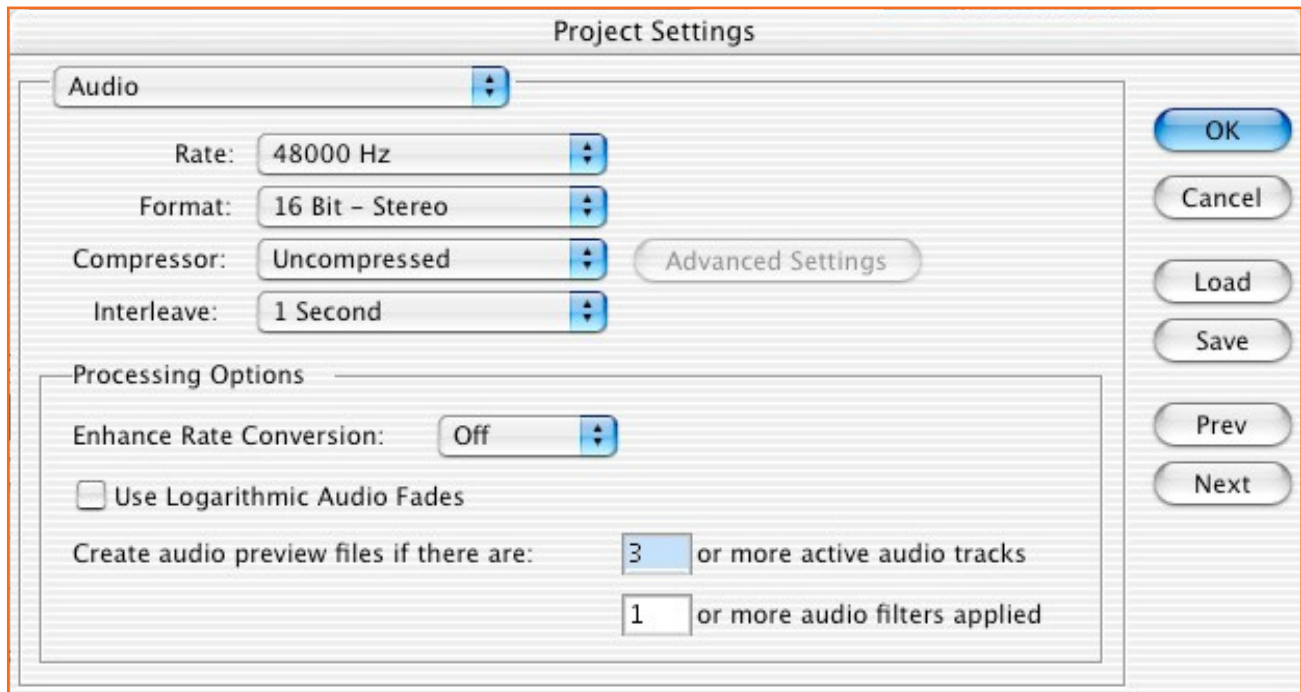 Project Settings
Audio
Rate: 48000 Hz
Format: 16 Bit – Stereo
Compressor: Uncompressed Advanced Settings
Interleave: 1 Second
Processing Options
Enhance Rate Conversion: Off
Use Logarithmic Audio Fades
Create audio preview files if there are: 3 or more active audio tracks
1 or more audio filters applied
OK
Cancel
Load
Save
Prev
Next